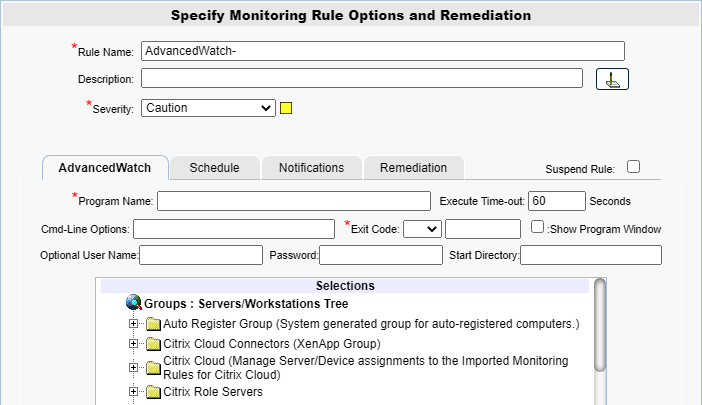 Specify Monitoring Rule Options and Remediation
*Rule Name: AdvancedWatch-
Description:
*Severity: Caution
AdvancedWatch Schedule Notifications Remediation Suspend Rule:
*Program Name: Execute Time-out: 60 Seconds
Cmd-Line Options: *Exit Code: :Show Program Window
Optional User Name: Password: Start Directory:
Selections
Groups : Servers/Workstations Tree
Auto Register Group (System generated group for auto-registered computers.)
Citrix Cloud Connectors (XenApp Group)
Citrix Cloud (Manage Server/Device assignments to the Imported Monitoring
Rules for Citrix Cloud)
Citrix Role Servers